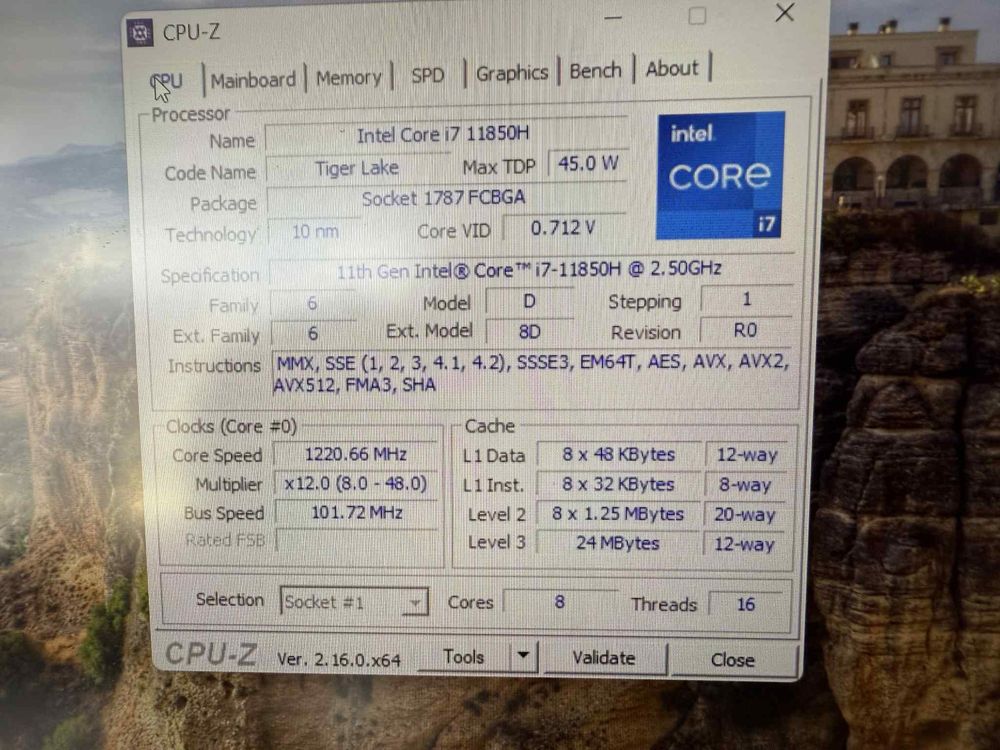 CPU-Z
CPU Mainboard Memory SPD Graphics Bench About
Processor
Name Intel Core i7 11850H
Code Name Tiger Lake Max TDP 45.0 W
Package Socket 1787 FCBGA
Technology 10 nm Core VID 0.712 V
intel
CORE
i7
Specification 11th Gen Intel® Core™ i7-11850H @ 2.50GHz
Family 6 Model D Stepping 1
Ext. Family 6 Ext. Model 8D Revision R0
Instructions MMX, SSE (1, 2, 3, 4.1, 4.2), SSSE3, EM64T, AES, AVX, AVX2,
AVX512, FMA3, SHA
Clocks (Core #0)
Core Speed 1220.66 MHz
Multiplier x12.0 (8.0 - 48.0)
Bus Speed 101.72 MHz
Rated FSB
Cache
L1 Data 8 x 48 KBytes 12-way
L1 Inst. 8 x 32 KBytes 8-way
Level 2 8 x 1.25 MBytes 20-way
Level 3 24 MBytes 12-way
Selection Socket #1 Cores 8 Threads 16
CPU-Z Ver. 2.16.0.x64 Tools Validate Close